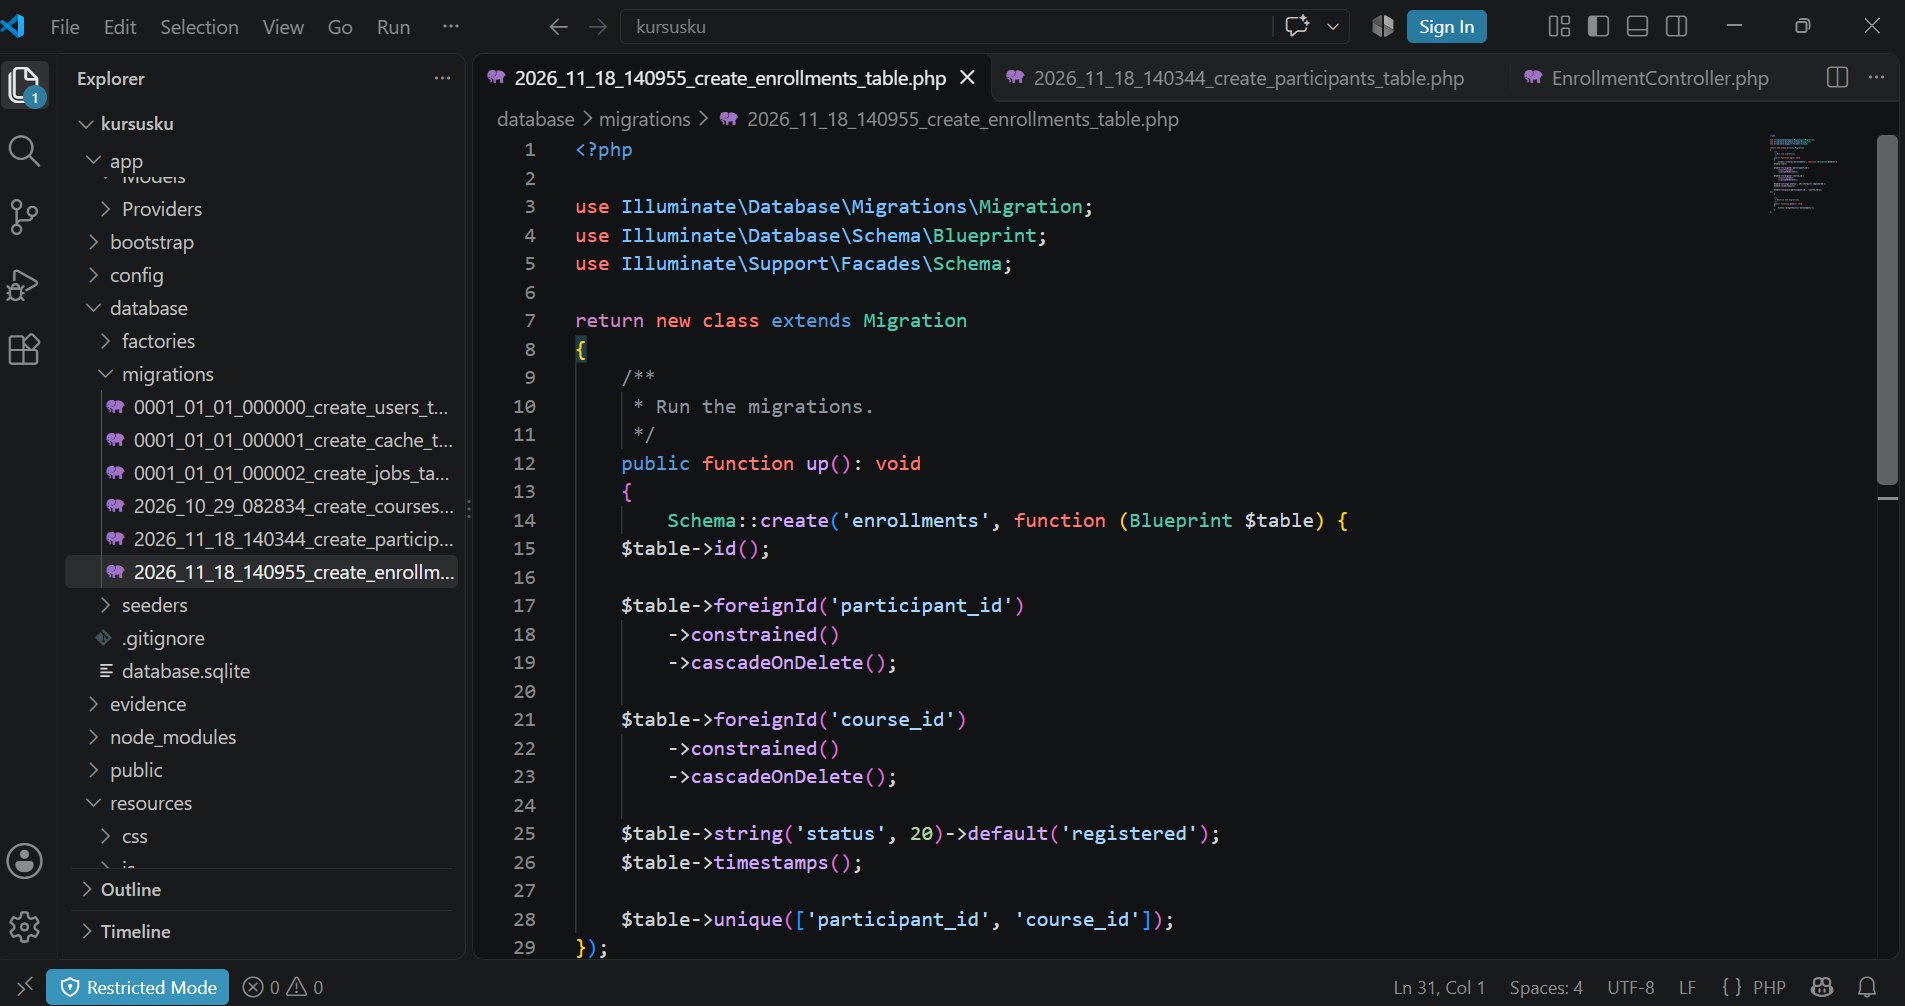 File Edit Selection View Go Run ···
kursusku
Sign In
Explorer
1
kursusku
app
Models
Providers
bootstrap
config
database
factories
migrations
0001_01_01_000000_create_users_t...
0001_01_01_000001_create_cache_t...
0001_01_01_000002_create_jobs_ta...
2026_10_29_082834_create_courses...
2026_11_18_140344_create_particip...
2026_11_18_140955_create_enrollm...
seeders
.gitignore
database.sqlite
evidence
node_modules
public
resources
css
Outline
Timeline
2026_11_18_140955_create_enrollments_table.php
2026_11_18_140344_create_participants_table.php
EnrollmentController.php
database > migrations > 2026_11_18_140955_create_enrollments_table.php
1 <?php
2
3 use Illuminate\Database\Migrations\Migration;
4 use Illuminate\Database\Schema\Blueprint;
5 use Illuminate\Support\Facades\Schema;
6
7 return new class extends Migration
8 {
9     /**
10      * Run the migrations.
11      */
12     public function up(): void
13     {
14         Schema::create('enrollments', function (Blueprint $table) {
15     $table->id();
16
17     $table->foreignId('participant_id')
18         ->constrained()
19         ->cascadeOnDelete();
20
21     $table->foreignId('course_id')
22         ->constrained()
23         ->cascadeOnDelete();
24
25     $table->string('status', 20)->default('registered');
26     $table->timestamps();
27
28     $table->unique(['participant_id', 'course_id']);
29 });
Restricted Mode 0 0
Ln 31, Col 1 Spaces: 4 UTF-8 LF { } PHP